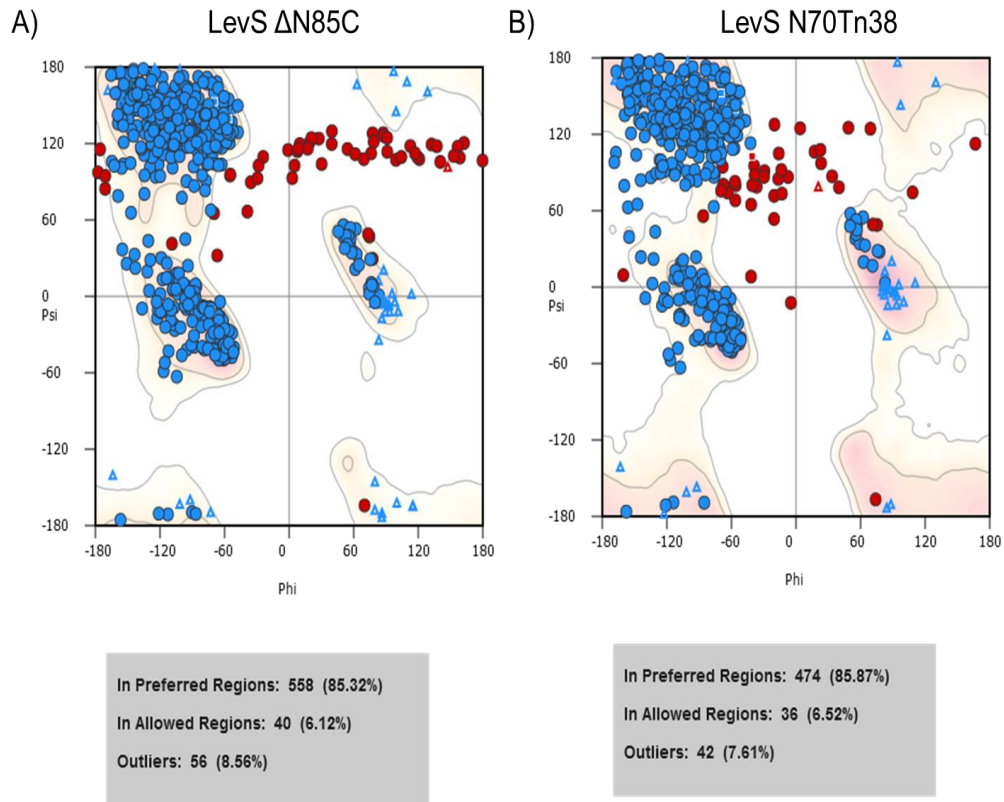 A) LevS ΔN85C
180
120
60
0
Psi
-60
-120
-180
-180 -120 -60 0 60 120 180
Phi
In Preferred Regions: 558 (85.32%)
In Allowed Regions: 40 (6.12%)
Outliers: 56 (8.56%)
B) LevS N70Tn38
180
120
60
0
Psi
-60
-120
-180
-180 -120 -60 0 60 120 180
Phi
In Preferred Regions: 474 (85.87%)
In Allowed Regions: 36 (6.52%)
Outliers: 42 (7.61%)